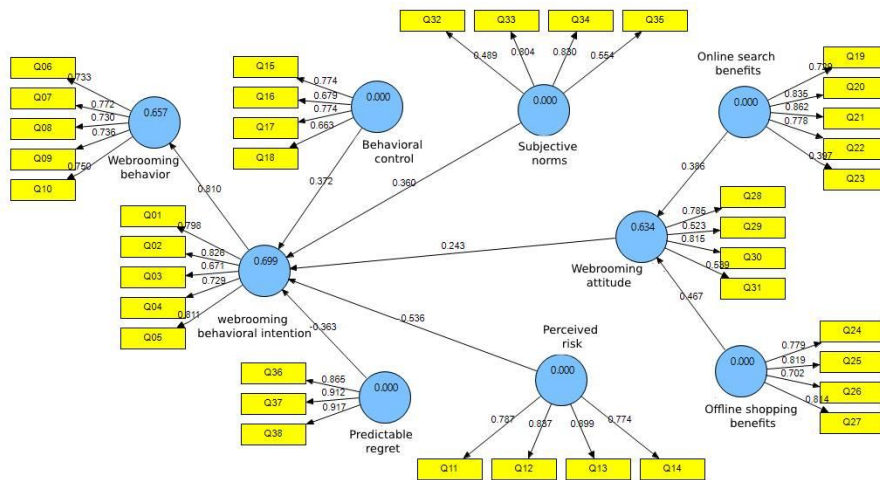 Q32
Q33
Q34
Q35
0.489
0.804
0.830
0.554
0.000
Subjective
norms
Q06
Q07
Q08
Q09
Q10
0.733
0.772
0.730
0.736
0.750
0.657
Webrooming
behavior
0.810
Q15
Q16
Q17
Q18
0.774
0.679
0.774
0.663
0.000
Behavioral
control
0.372
0.360
Online search
benefits
0.000
0.729
0.835
0.862
0.778
0.397
Q19
Q20
Q21
Q22
Q23
0.386
Q01
Q02
Q03
Q04
Q05
0.798
0.826
0.671
0.729
0.811
0.699
webrooming
behavioral intention
0.243
0.634
Webrooming
attitude
0.785
0.523
0.815
Q28
Q29
Q30
Q31
0.467
-0.363
-0.536
Q36
Q37
Q38
0.865
0.912
0.917
0.000
Predictable
regret
Perceived
risk
0.000
0.787
0.837
0.899
0.774
Q11
Q12
Q13
Q14
0.000
Offline shopping
benefits
0.779
0.819
0.702
0.814
Q24
Q25
Q26
Q27